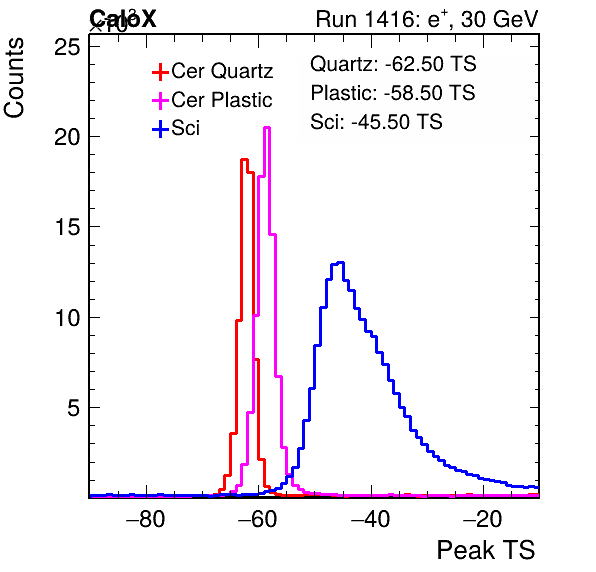 CaloX
×10³
Run 1416: e⁺, 30 GeV
Counts
25
20
15
10
5
Cer Quartz
Cer Plastic
Sci
Quartz: -62.50 TS
Plastic: -58.50 TS
Sci: -45.50 TS
−80
−60
−40
−20
Peak TS